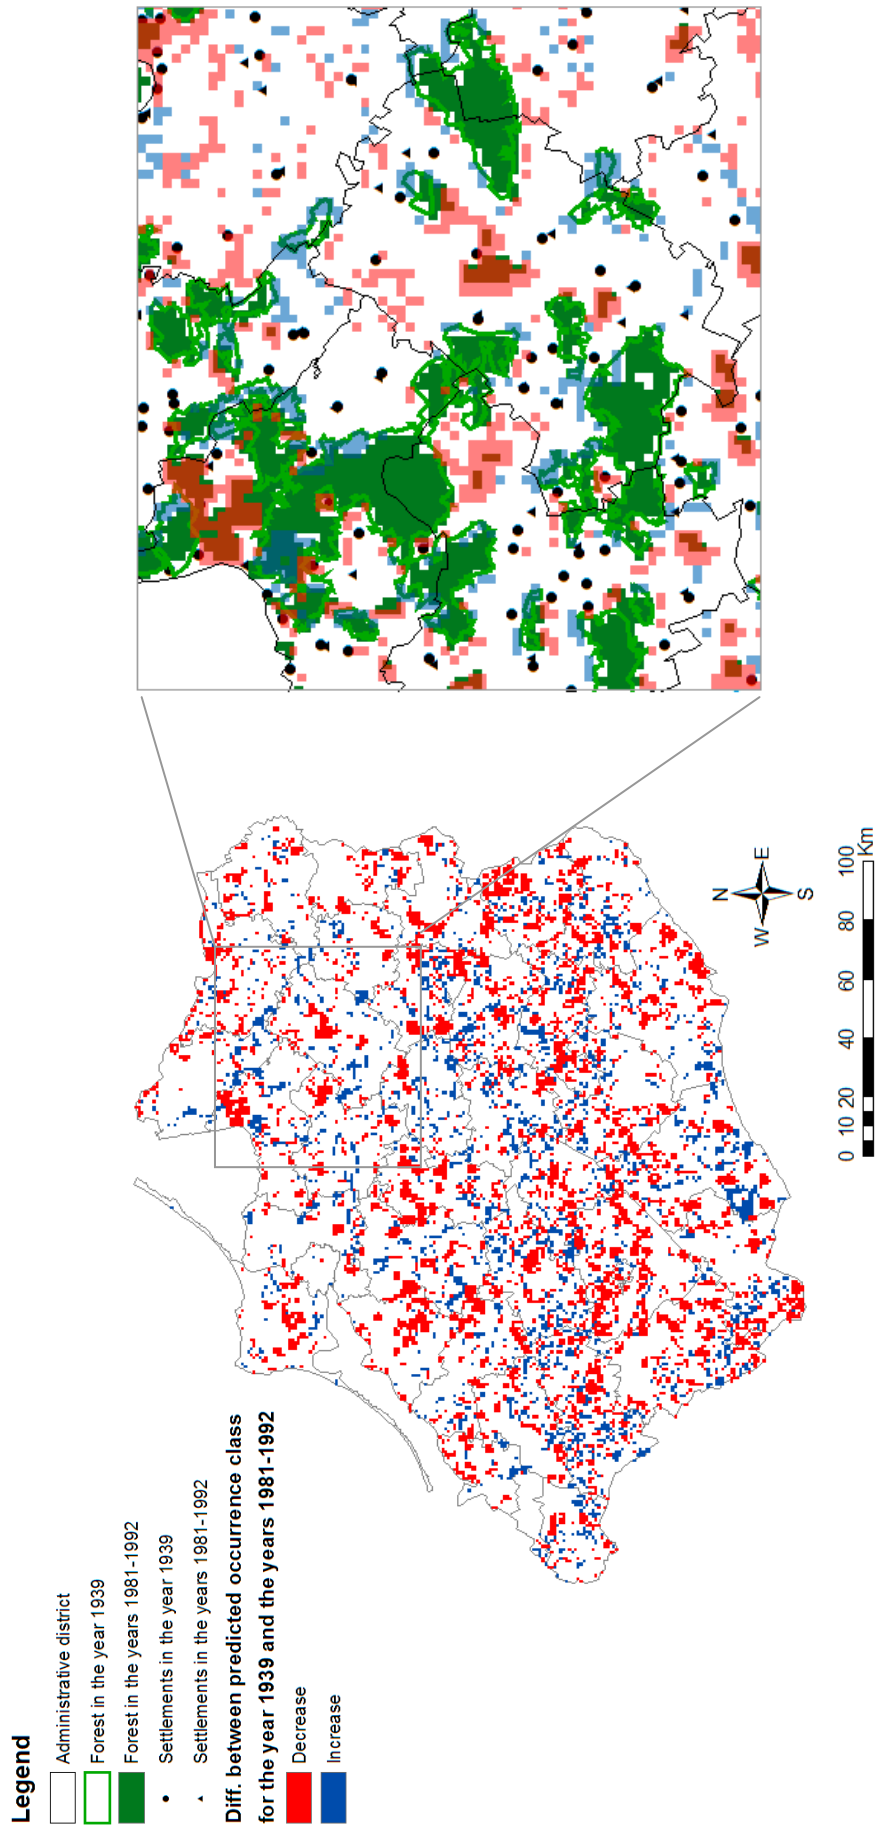 Legend
Administrative district
Forest in the year 1939
Forest in the years 1981-1992
Settlements in the year 1939
Settlements in the years 1981-1992
Diff. between predicted occurrence class
for the year 1939 and the years 1981-1992
Decrease
Increase
N
W
E
S
0 10 20 40 60 80 100
Km